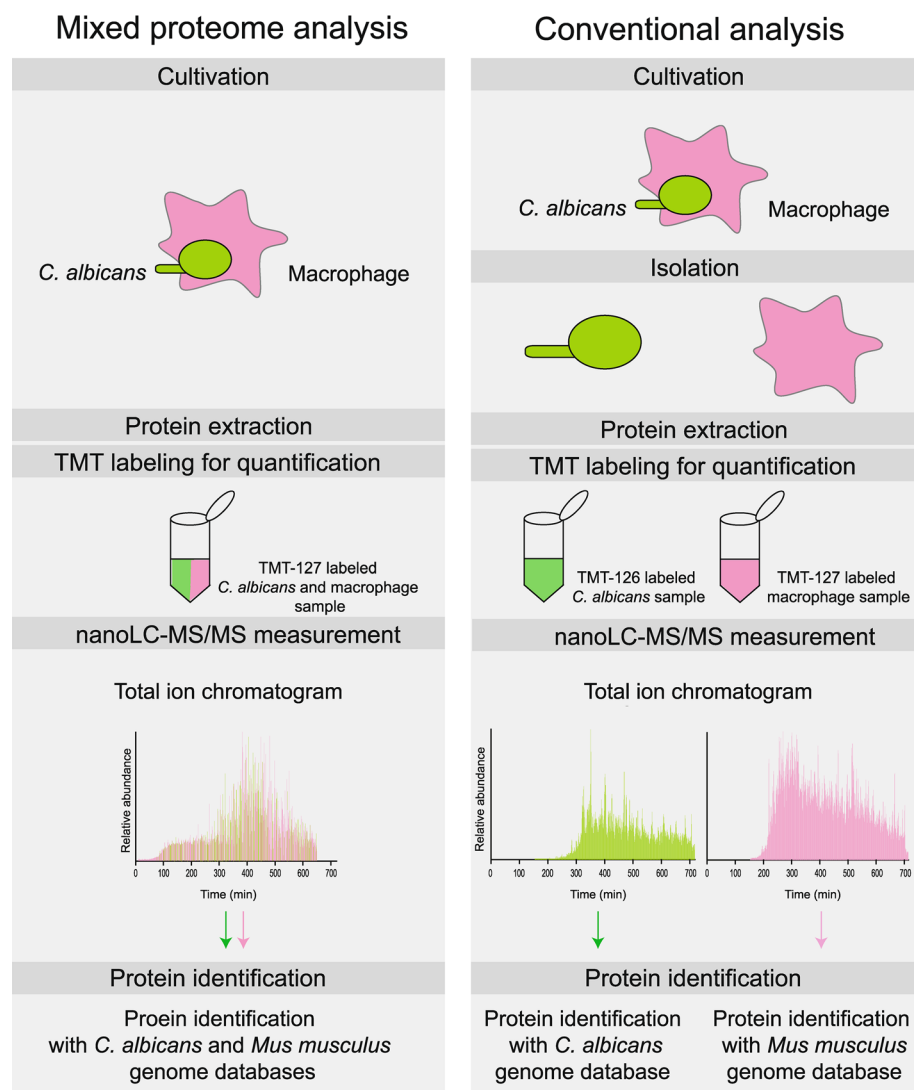 Mixed proteome analysis
Cultivation
C. albicans
Macrophage
Protein extraction
TMT labeling for quantification
TMT-127 labeled
C. albicans and macrophage
sample
nanoLC-MS/MS measurement
Total ion chromatogram
Relative abundance
0 100 200 300 400 500 600 700
Time (min)
Protein identification
Proein identification
with C. albicans and Mus musculus
genome databases
Conventional analysis
Cultivation
C. albicans
Macrophage
Isolation
Protein extraction
TMT labeling for quantification
TMT-126 labeled
C. albicans sample
TMT-127 labeled
macrophage sample
nanoLC-MS/MS measurement
Total ion chromatogram
Relative abundance
0 100 200 300 400 500 600 700
Time (min)
0 100 200 300 400 500 600 700
Time (min)
Protein identification
Protein identification
with C. albicans
genome database
Protein identification
with Mus musculus
genome database